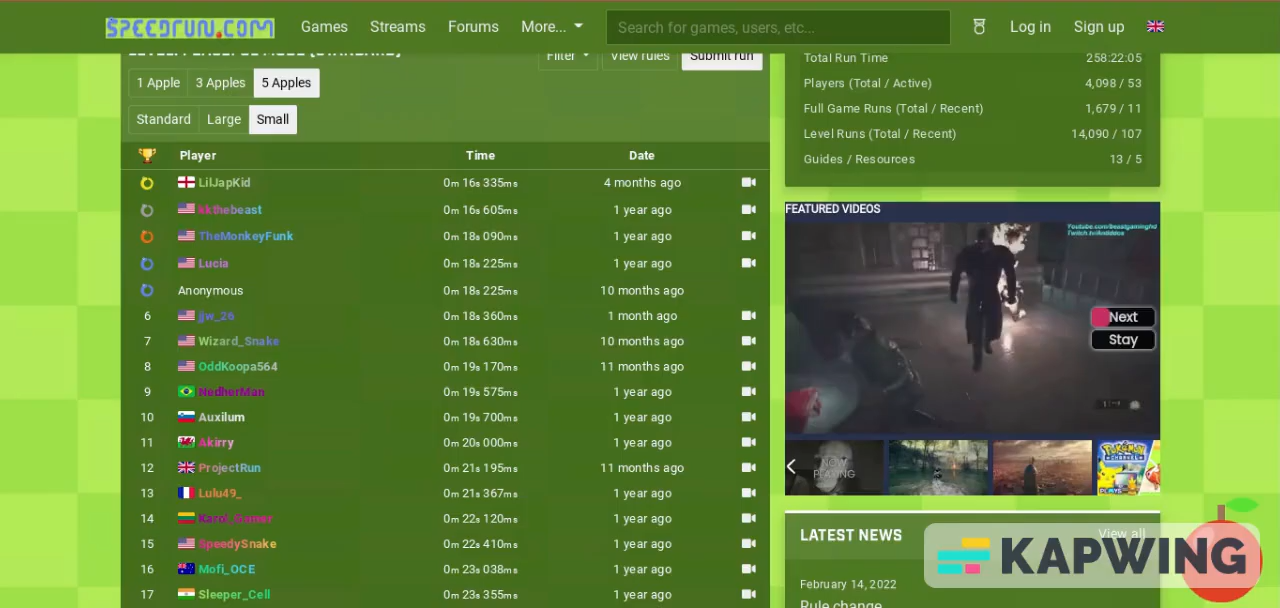 SPEEDRUN.COM Games Streams Forums More... Search for games, users, etc... Log in Sign up
Filter View rules Submit run
1 Apple 3 Apples 5 Apples
Standard Large Small
Player Time Date
LilJapKid 0m 16s 335ms 4 months ago
kkthebeast 0m 16s 605ms 1 year ago
TheMonkeyFunk 0m 18s 090ms 1 year ago
Lucia 0m 18s 225ms 1 year ago
Anonymous 0m 18s 225ms 10 months ago
6 jjw_26 0m 18s 360ms 1 month ago
7 Wizard_Snake 0m 18s 630ms 10 months ago
8 OddKoopa564 0m 19s 170ms 11 months ago
9 NedherMan 0m 19s 575ms 1 year ago
10 Auxilum 0m 19s 700ms 1 year ago
11 Akirry 0m 20s 000ms 1 year ago
12 ProjectRun 0m 21s 195ms 11 months ago
13 Lulu49_ 0m 21s 367ms 1 year ago
14 Karol_Gamer 0m 22s 120ms 1 year ago
15 SpeedySnake 0m 22s 410ms 1 year ago
16 Mofi_OCE 0m 23s 038ms 1 year ago
17 Sleeper_Cell 0m 23s 355ms 1 year ago
Total Run Time 258:22:05
Players (Total / Active) 4,098 / 53
Full Game Runs (Total / Recent) 1,679 / 11
Level Runs (Total / Recent) 14,090 / 107
Guides / Resources 13 / 5
FEATURED VIDEOS
Next
Stay
NOW
PLAYING
POKéMON
CHANNEL
LATEST NEWS View all
KAPWING
February 14, 2022
Rule change